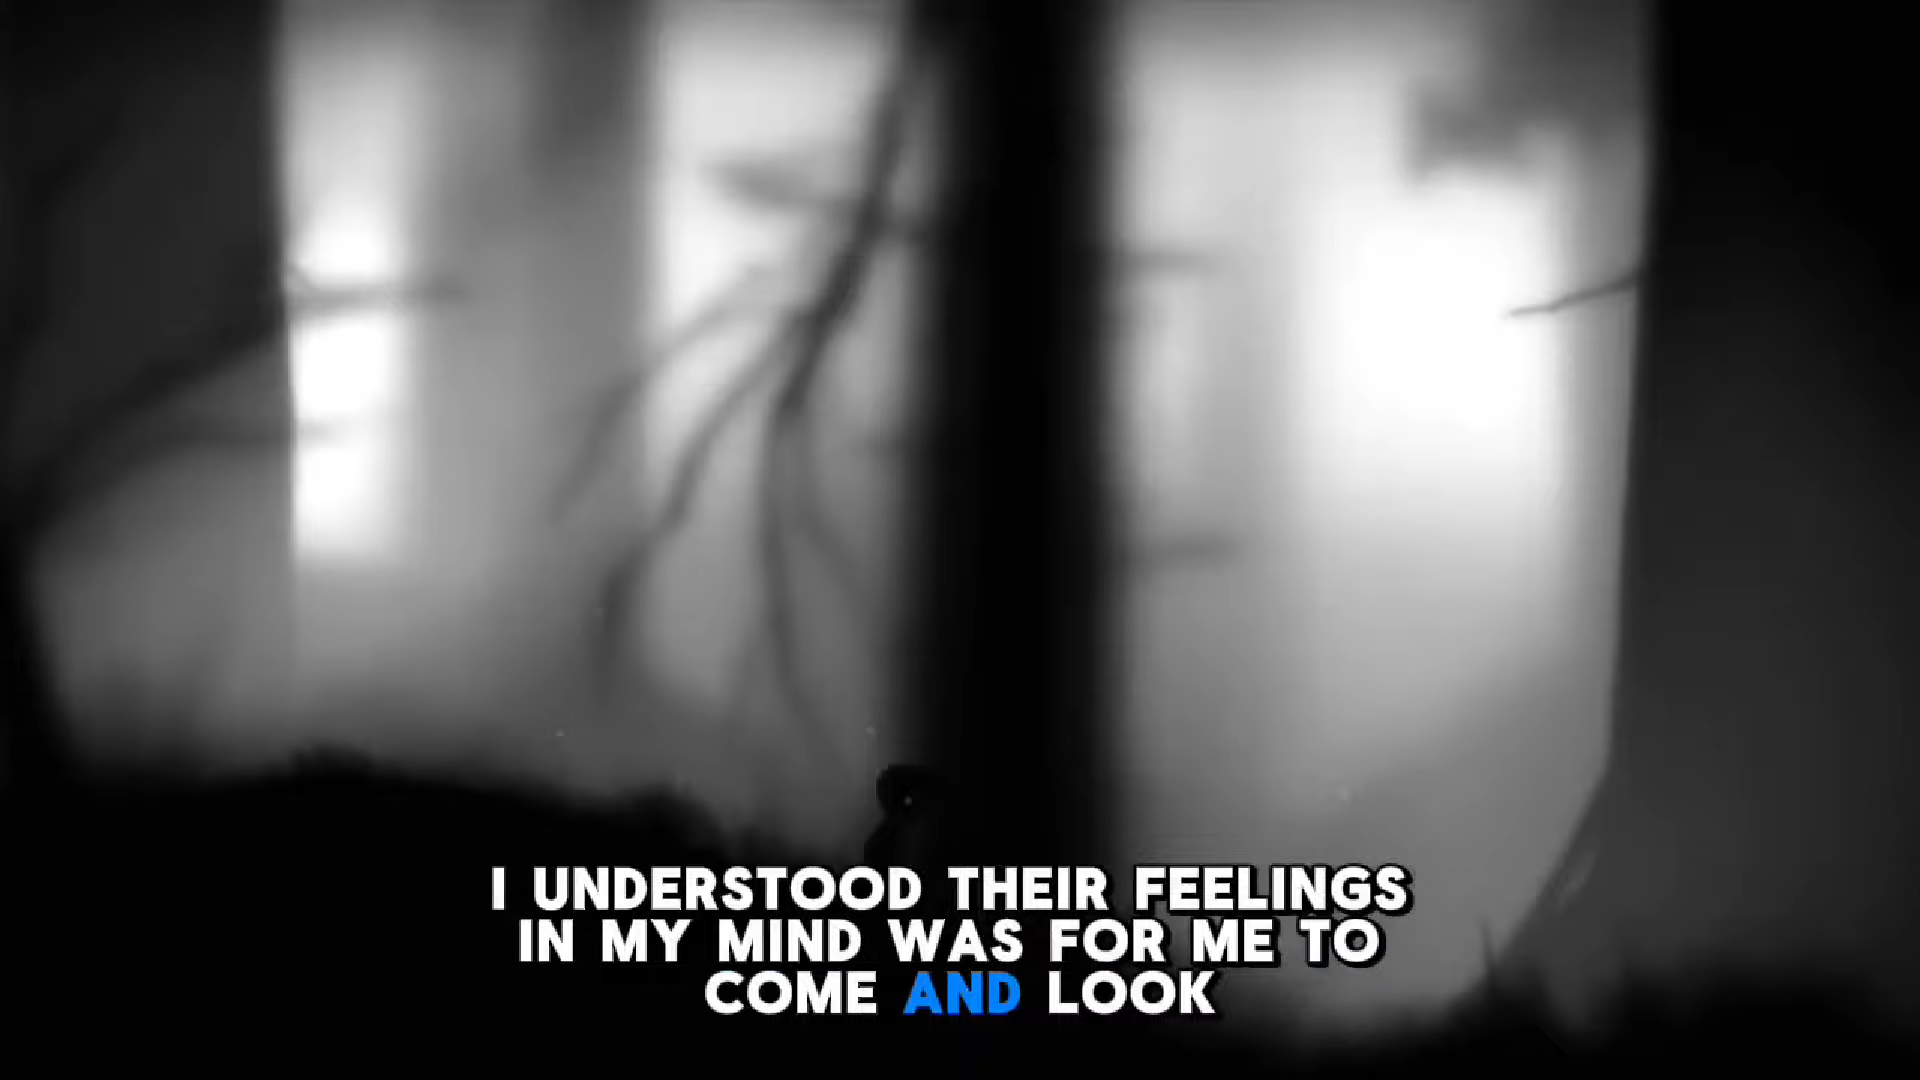 I UNDERSTOOD THEIR FEELINGS
IN MY MIND WAS FOR ME TO
COME AND LOOK